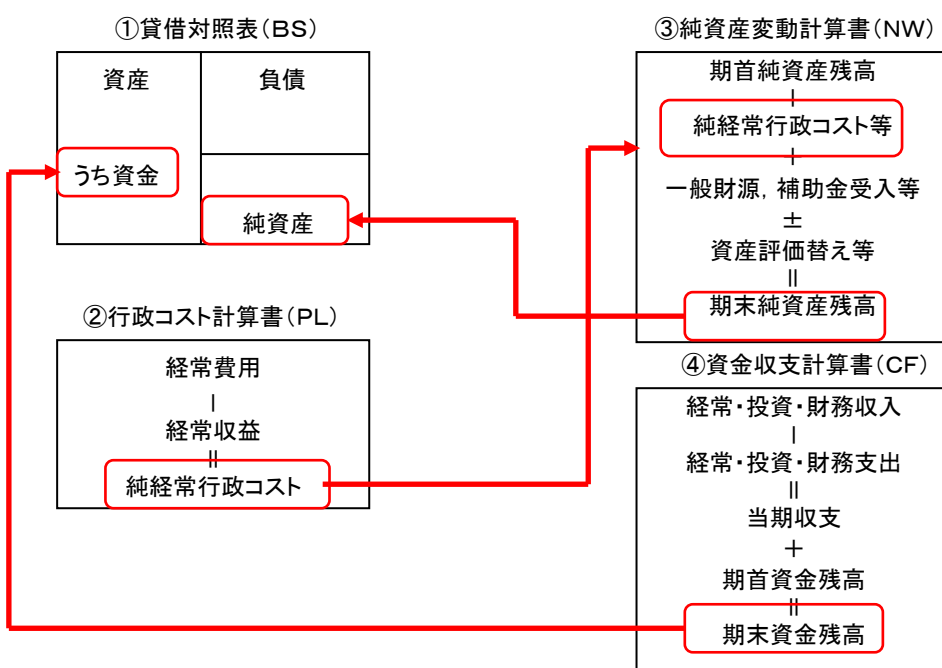 ①貸借対照表（BS）
資産
負債
うち資金
純資産
②行政コスト計算書（PL）
経常費用
－
経常収益
＝
純経常行政コスト
③純資産変動計算書（NW）
期首純資産残高
－
純経常行政コスト等
＋
一般財源，補助金受入等
±
資産評価替え等
＝
期末純資産残高
④資金収支計算書（CF）
経常・投資・財務収入
－
経常・投資・財務支出
＝
当期収支
＋
期首資金残高
＝
期末資金残高